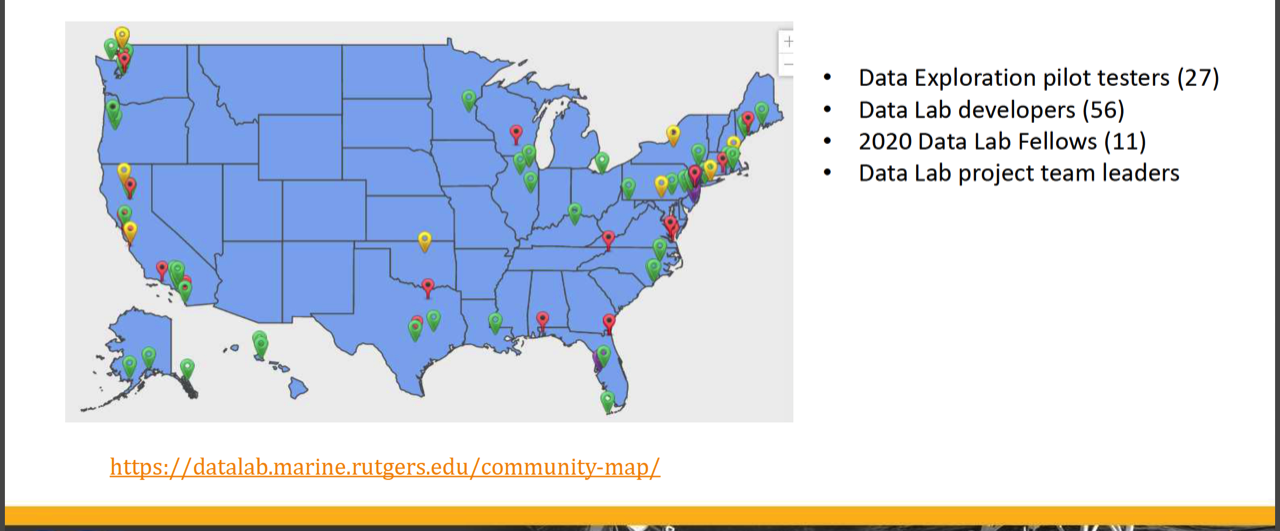 • Data Exploration pilot testers (27)
• Data Lab developers (56)
• 2020 Data Lab Fellows (11)
• Data Lab project team leaders
https://datalab.marine.rutgers.edu/community-map/